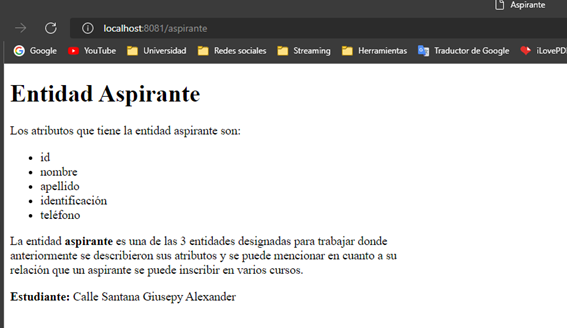 Aspirante
localhost:8081/aspirante
Google YouTube Universidad Redes sociales Streaming Herramientas Traductor de Google iLovePD
Entidad Aspirante
Los atributos que tiene la entidad aspirante son:
id
nombre
apellido
identificación
teléfono
La entidad aspirante es una de las 3 entidades designadas para trabajar donde
anteriormente se describieron sus atributos y se puede mencionar en cuanto a su
relación que un aspirante se puede inscribir en varios cursos.
Estudiante: Calle Santana Giusepy Alexander